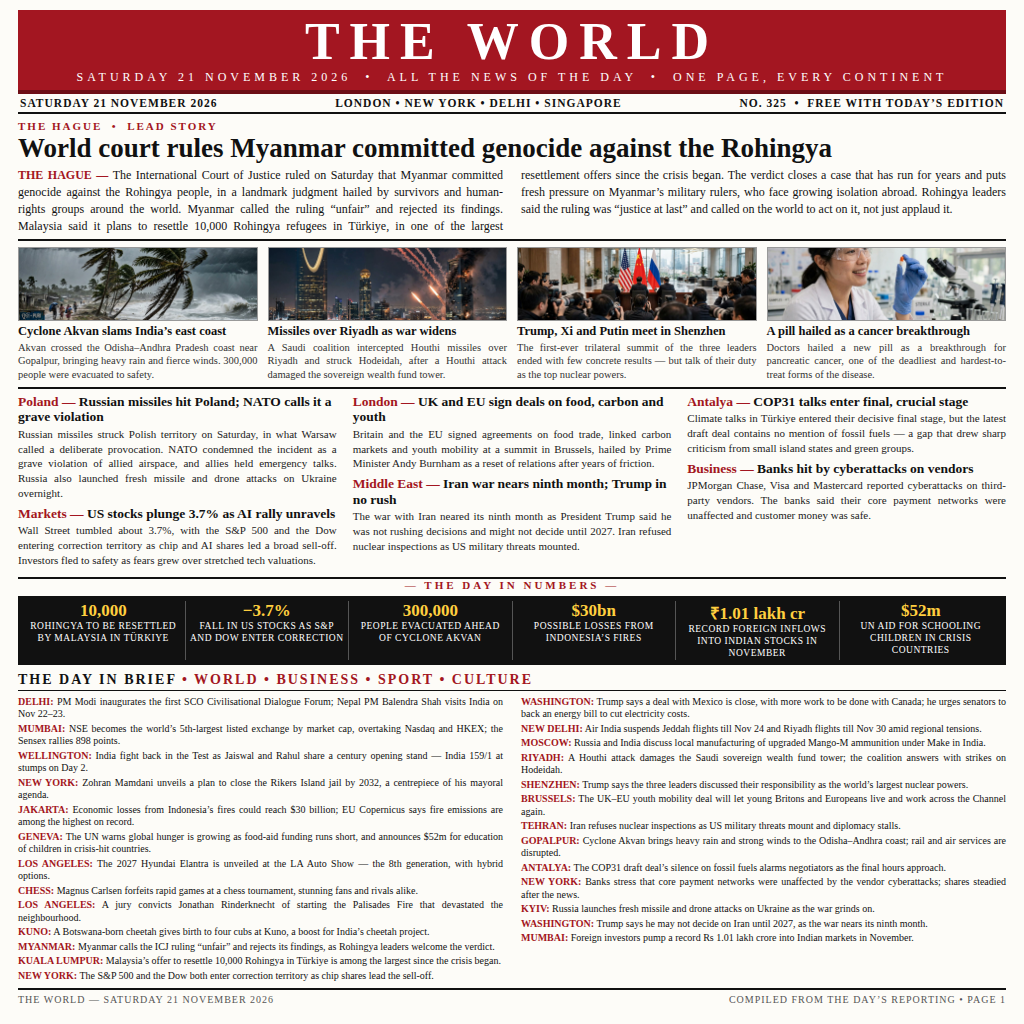 THE WORLD
SATURDAY 21 NOVEMBER 2026 • ALL THE NEWS OF THE DAY • ONE PAGE, EVERY CONTINENT
SATURDAY 21 NOVEMBER 2026
LONDON • NEW YORK • DELHI • SINGAPORE
NO. 325 • FREE WITH TODAY’S EDITION
THE HAGUE • LEAD STORY
World court rules Myanmar committed genocide against the Rohingya
THE HAGUE — The International Court of Justice ruled on Saturday that Myanmar committed
genocide against the Rohingya people, in a landmark judgment hailed by survivors and human-
rights groups around the world. Myanmar called the ruling “unfair” and rejected its findings.
Malaysia said it plans to resettle 10,000 Rohingya refugees in Türkiye, in one of the largest
resettlement offers since the crisis began. The verdict closes a case that has run for years and puts
fresh pressure on Myanmar’s military rulers, who face growing isolation abroad. Rohingya leaders
said the ruling was “justice at last” and called on the world to act on it, not just applaud it.
Cyclone Akvan slams India’s east coast
Akvan crossed the Odisha–Andhra Pradesh coast near
Gopalpur, bringing heavy rain and fierce winds. 300,000
people were evacuated to safety.
Missiles over Riyadh as war widens
A Saudi coalition intercepted Houthi missiles over
Riyadh and struck Hodeidah, after a Houthi attack
damaged the sovereign wealth fund tower.
Trump, Xi and Putin meet in Shenzhen
The first-ever trilateral summit of the three leaders
ended with few concrete results — but talk of their duty
as the top nuclear powers.
A pill hailed as a cancer breakthrough
Doctors hailed a new pill as a breakthrough for
pancreatic cancer, one of the deadliest and hardest-to-
treat forms of the disease.
Poland — Russian missiles hit Poland; NATO calls it a
grave violation
Russian missiles struck Polish territory on Saturday, in what Warsaw
called a deliberate provocation. NATO condemned the incident as a
grave violation of allied airspace, and allies held emergency talks.
Russia also launched fresh missile and drone attacks on Ukraine
overnight.
Markets — US stocks plunge 3.7% as AI rally unravels
Wall Street tumbled about 3.7%, with the S&P 500 and the Dow
entering correction territory as chip and AI shares led a broad sell-off.
Investors fled to safety as fears grew over stretched tech valuations.
London — UK and EU sign deals on food, carbon and
youth
Britain and the EU signed agreements on food trade, linked carbon
markets and youth mobility at a summit in Brussels, hailed by Prime
Minister Andy Burnham as a reset of relations after years of friction.
Middle East — Iran war nears ninth month; Trump in
no rush
The war with Iran neared its ninth month as President Trump said he
was not rushing decisions and might not decide until 2027. Iran refused
nuclear inspections as US military threats mounted.
Antalya — COP31 talks enter final, crucial stage
Climate talks in Türkiye entered their decisive final stage, but the latest
draft deal contains no mention of fossil fuels — a gap that drew sharp
criticism from small island states and green groups.
Business — Banks hit by cyberattacks on vendors
JPMorgan Chase, Visa and Mastercard reported cyberattacks on third-
party vendors. The banks said their core payment networks were
unaffected and customer money was safe.
— THE DAY IN NUMBERS —
10,000
ROHINGYA TO BE RESETTLED
BY MALAYSIA IN TÜRKIYE
−3.7%
FALL IN US STOCKS AS S&P
AND DOW ENTER CORRECTION
300,000
PEOPLE EVACUATED AHEAD
OF CYCLONE AKVAN
$30bn
POSSIBLE LOSSES FROM
INDONESIA’S FIRES
₹1.01 lakh cr
RECORD FOREIGN INFLOWS
INTO INDIAN STOCKS IN
NOVEMBER
$52m
UN AID FOR SCHOOLING
CHILDREN IN CRISIS
COUNTRIES
THE DAY IN BRIEF • WORLD • BUSINESS • SPORT • CULTURE
DELHI: PM Modi inaugurates the first SCO Civilisational Dialogue Forum; Nepal PM Balendra Shah visits India on
Nov 22–23.
MUMBAI: NSE becomes the world’s 5th-largest listed exchange by market cap, overtaking Nasdaq and HKEX; the
Sensex rallies 898 points.
WELLINGTON: India fight back in the Test as Jaiswal and Rahul share a century opening stand — India 159/1 at
stumps on Day 2.
NEW YORK: Zohran Mamdani unveils a plan to close the Rikers Island jail by 2032, a centrepiece of his mayoral
agenda.
JAKARTA: Economic losses from Indonesia’s fires could reach $30 billion; EU Copernicus says fire emissions are
among the highest on record.
GENEVA: The UN warns global hunger is growing as food-aid funding runs short, and announces $52m for education
of children in crisis-hit countries.
LOS ANGELES: The 2027 Hyundai Elantra is unveiled at the LA Auto Show — the 8th generation, with hybrid
options.
CHESS: Magnus Carlsen forfeits rapid games at a chess tournament, stunning fans and rivals alike.
LOS ANGELES: A jury convicts Jonathan Rinderknecht of starting the Palisades Fire that devastated the
neighbourhood.
KUNO: A Botswana-born cheetah gives birth to four cubs at Kuno, a boost for India’s cheetah project.
MYANMAR: Myanmar calls the ICJ ruling “unfair” and rejects its findings, as Rohingya leaders welcome the verdict.
KUALA LUMPUR: Malaysia’s offer to resettle 10,000 Rohingya in Türkiye is among the largest since the crisis began.
NEW YORK: The S&P 500 and the Dow both enter correction territory as chip shares lead the sell-off.
WASHINGTON: Trump says a deal with Mexico is close, with more work to be done with Canada; he urges senators to
back an energy bill to cut electricity costs.
NEW DELHI: Air India suspends Jeddah flights till Nov 24 and Riyadh flights till Nov 30 amid regional tensions.
MOSCOW: Russia and India discuss local manufacturing of upgraded Mango-M ammunition under Make in India.
RIYADH: A Houthi attack damages the Saudi sovereign wealth fund tower; the coalition answers with strikes on
Hodeidah.
SHENZHEN: Trump says the three leaders discussed their responsibility as the world’s largest nuclear powers.
BRUSSELS: The UK–EU youth mobility deal will let young Britons and Europeans live and work across the Channel
again.
TEHRAN: Iran refuses nuclear inspections as US military threats mount and diplomacy stalls.
GOPALPUR: Cyclone Akvan brings heavy rain and strong winds to the Odisha–Andhra coast; rail and air services are
disrupted.
ANTALYA: The COP31 draft deal’s silence on fossil fuels alarms negotiators as the final hours approach.
NEW YORK: Banks stress that core payment networks were unaffected by the vendor cyberattacks; shares steadied
after the news.
KYIV: Russia launches fresh missile and drone attacks on Ukraine as the war grinds on.
WASHINGTON: Trump says he may not decide on Iran until 2027, as the war nears its ninth month.
MUMBAI: Foreign investors pump a record Rs 1.01 lakh crore into Indian markets in November.
THE WORLD — SATURDAY 21 NOVEMBER 2026
COMPILED FROM THE DAY’S REPORTING • PAGE 1